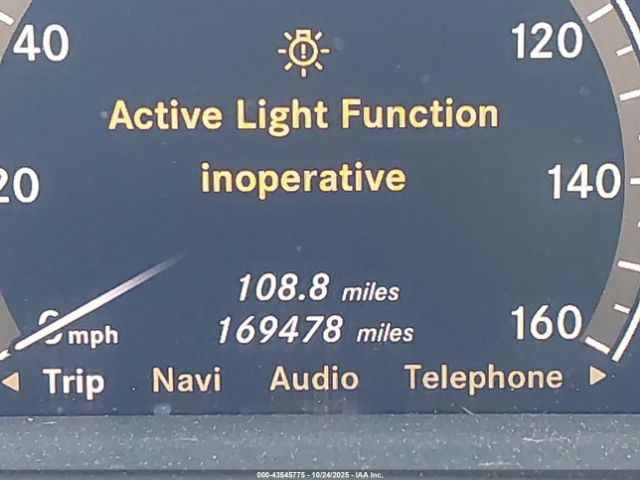 40
120
Active Light Function
inoperative
20
140
108.8 miles
0 mph
169478 miles
160
Trip Navi Audio Telephone
000-43545775 - 10/24/2025 - IAA Inc.